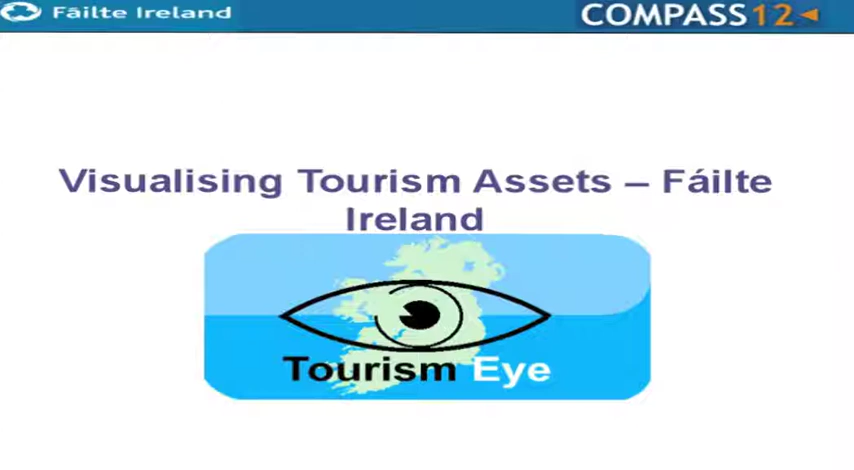 Fáilte Ireland
COMPASS12
Visualising Tourism Assets – Fáilte
Ireland
Tourism Eye